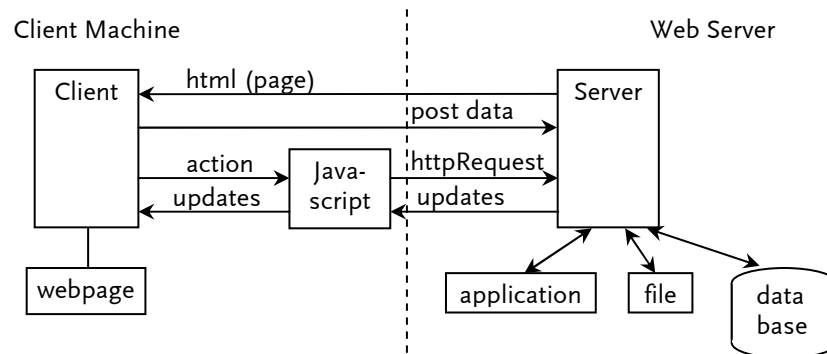 Client Machine
Web Server
Client
html (page)
Server
post data
action
Java-
script
httpRequest
updates
updates
webpage
application
file
data
base